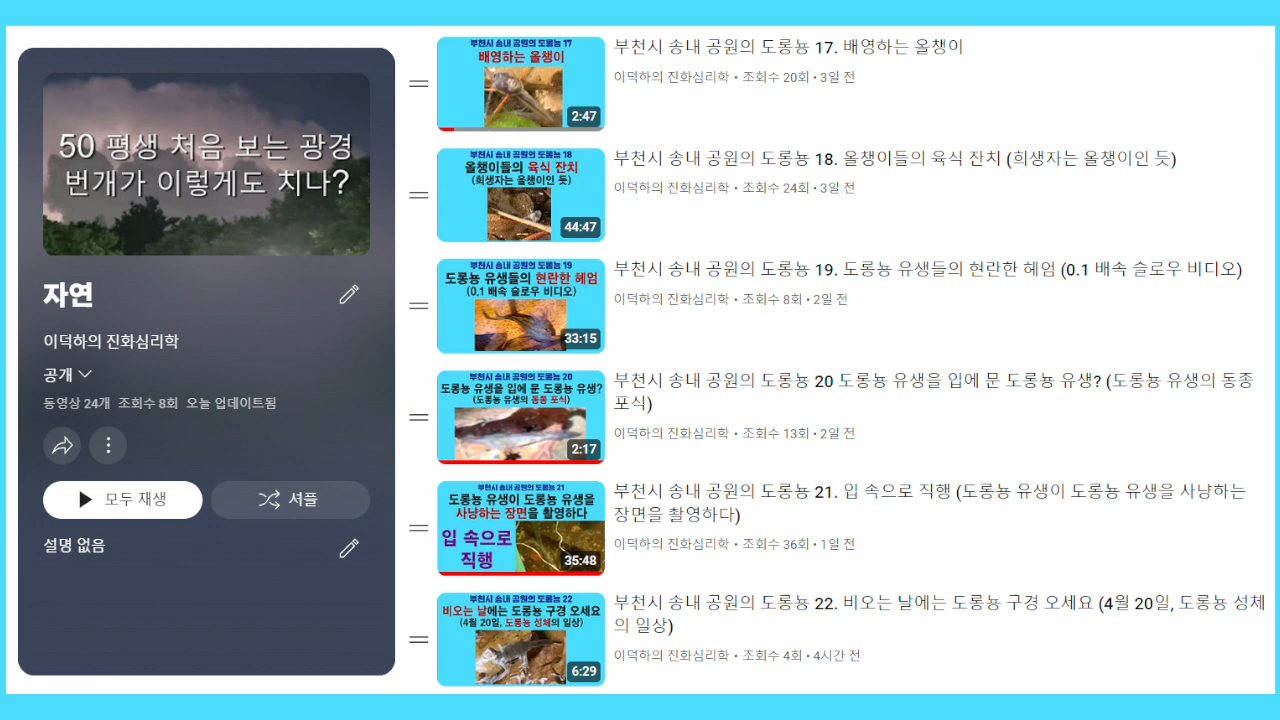 50 평생 처음 보는 광경
번개가 이렇게도 치나?
자연
이덕하의 진화심리학
공개
동영상 24개 조회수 8회 오늘 업데이트됨
모두 재생
셔플
설명 없음
부천시 송내 공원의 도롱뇽 17
배영하는 올챙이
2:47
부천시 송내 공원의 도롱뇽 17. 배영하는 올챙이
이덕하의 진화심리학 • 조회수 20회 • 3일 전
부천시 송내 공원의 도롱뇽 18
올챙이들의 육식 잔치
(희생자는 올챙이인 듯)
44:47
부천시 송내 공원의 도롱뇽 18. 올챙이들의 육식 잔치 (희생자는 올챙이인 듯)
이덕하의 진화심리학 • 조회수 24회 • 3일 전
부천시 송내 공원의 도롱뇽 19
도롱뇽 유생들의 현란한 헤엄
(0.1 배속 슬로우 비디오)
33:15
부천시 송내 공원의 도롱뇽 19. 도롱뇽 유생들의 현란한 헤엄 (0.1 배속 슬로우 비디오)
이덕하의 진화심리학 • 조회수 8회 • 2일 전
부천시 송내 공원의 도롱뇽 20
도롱뇽 유생을 입에 문 도롱뇽 유생?
(도롱뇽 유생의 동종 포식)
2:17
부천시 송내 공원의 도롱뇽 20 도롱뇽 유생을 입에 문 도롱뇽 유생? (도롱뇽 유생의 동종
포식)
이덕하의 진화심리학 • 조회수 13회 • 2일 전
부천시 송내 공원의 도롱뇽 21
도롱뇽 유생이 도롱뇽 유생을
사냥하는 장면을 촬영하다
입 속으로
직행
35:48
부천시 송내 공원의 도롱뇽 21. 입 속으로 직행 (도롱뇽 유생이 도롱뇽 유생을 사냥하는
장면을 촬영하다)
이덕하의 진화심리학 • 조회수 36회 • 1일 전
부천시 송내 공원의 도롱뇽 22
비오는 날에는 도롱뇽 구경 오세요
(4월 20일, 도롱뇽 성체의 일상)
6:29
부천시 송내 공원의 도롱뇽 22. 비오는 날에는 도롱뇽 구경 오세요 (4월 20일, 도롱뇽 성체
의 일상)
이덕하의 진화심리학 • 조회수 4회 • 4시간 전